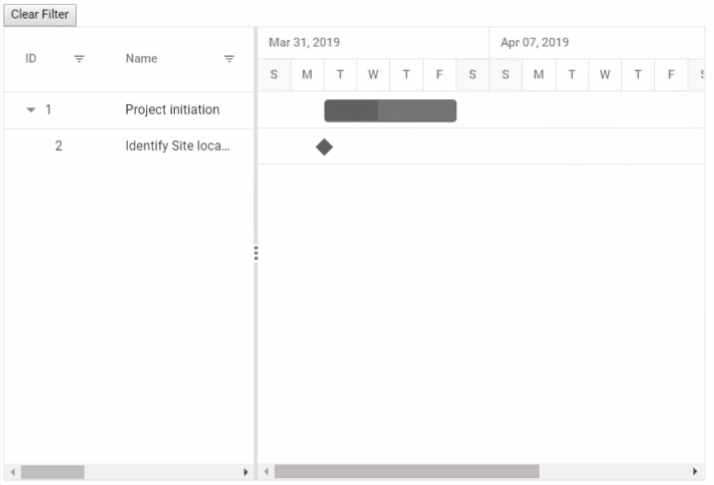 Clear Filter
Mar 31, 2019 Apr 07, 2019
ID Name
S M T W T F S S M T W T F S
1 Project initiation
2 Identify Site loca...